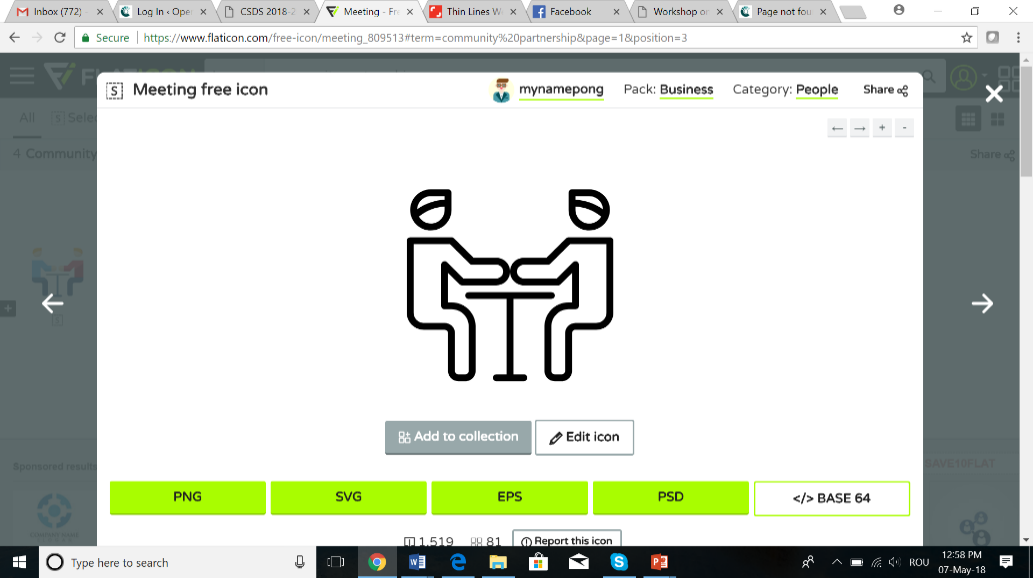 Inbox (772)
Log In ‹ Ope
CSDS 2018-2
Meeting - Fr
Thin Lines W
Facebook
Workshop o
Page not fou
Secure | https://www.flaticon.com/free-icon/meeting_809513#term=community%20partnership&page=1&position=3
FLATICON
S Meeting free icon
mynamepong
Pack: Business
Category: People
Share
All
S Selec
4 Community
Share
← → + -
Add to collection
Edit icon
Sponsored results
SAVE10FLAT
PNG
SVG
EPS
PSD
</> BASE 64
1,519
81
Report this icon
Type here to search
ROU
12:58 PM
07-May-18